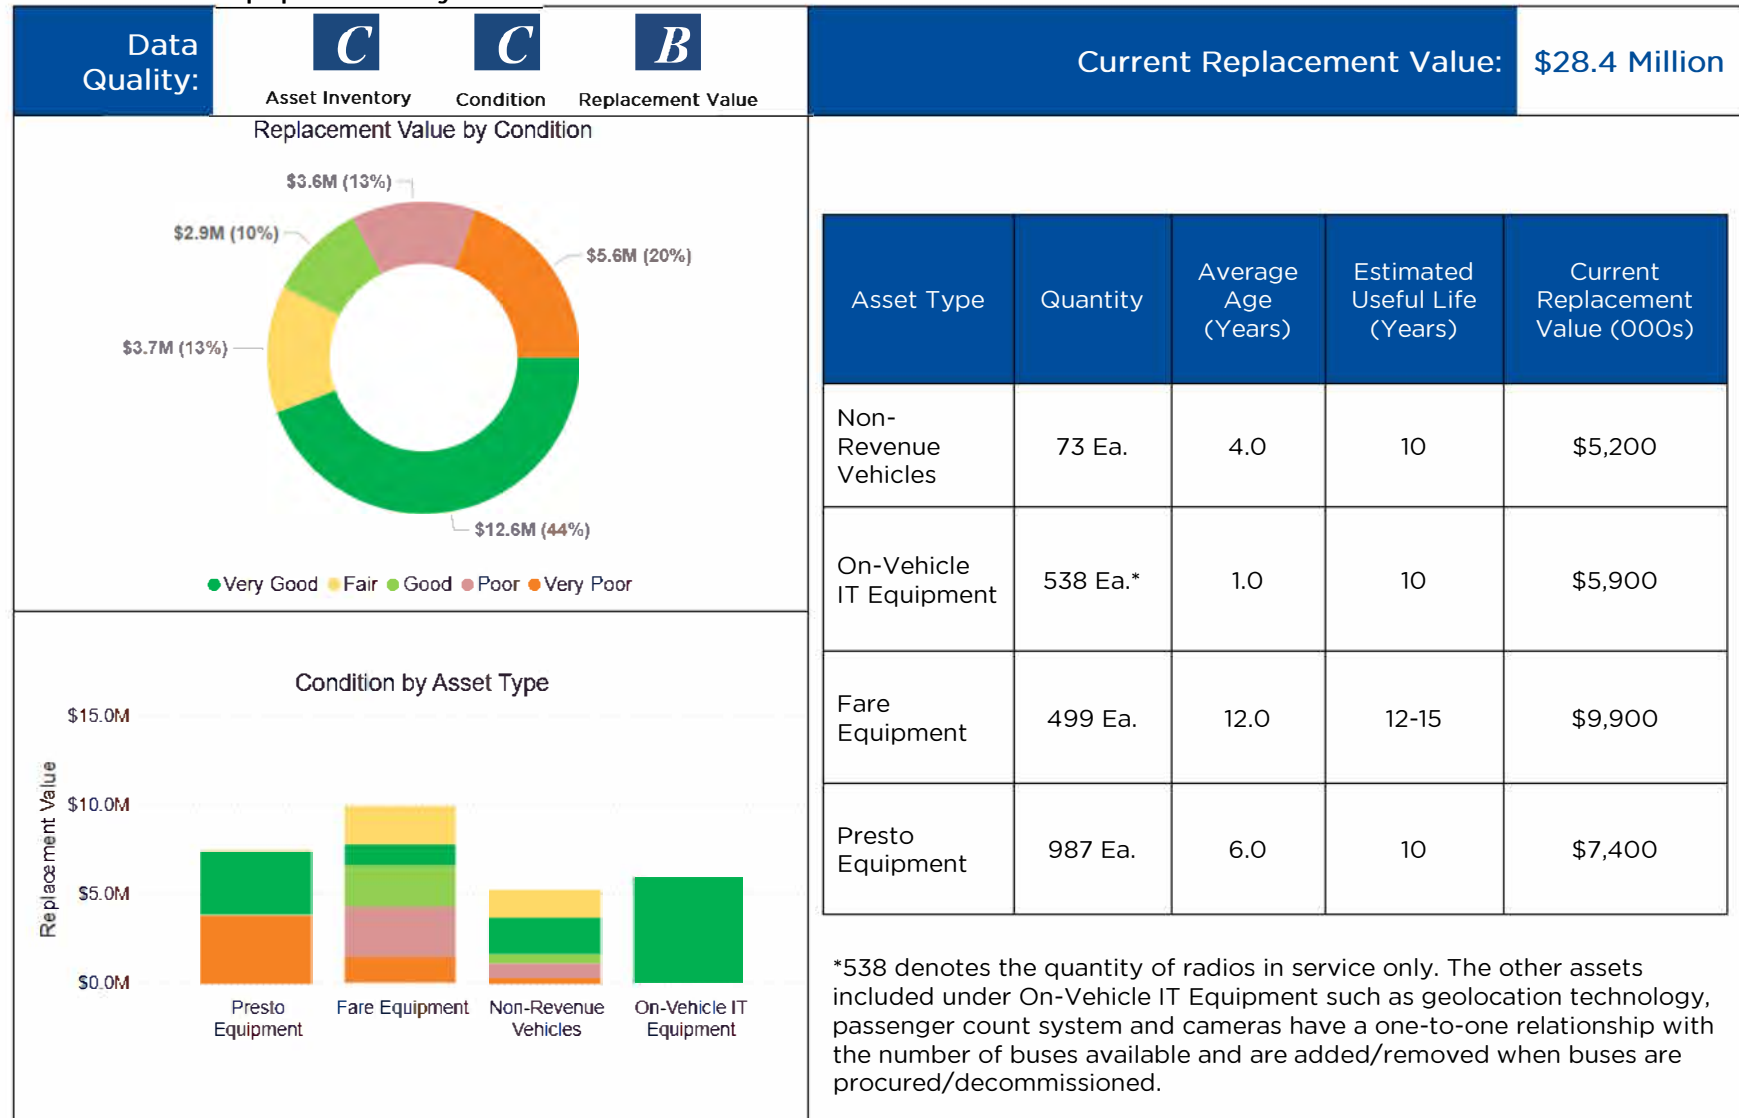 Data
Quality:
C
C
B
Asset Inventory
Condition
Replacement Value
Current Replacement Value:
$28.4 Million
Replacement Value by Condition
$3.6M (13%)
$2.9M (10%)
$5.6M (20%)
$3.7M (13%)
$12.6M (44%)
Very Good Fair Good Poor Very Poor
Condition by Asset Type
Replacement Value
$15.0M
$10.0M
$5.0M
$0.0M
Presto
Equipment
Fare Equipment
Non-Revenue
Vehicles
On-Vehicle IT
Equipment
Asset Type
Quantity
Average
Age
(Years)
Estimated
Useful Life
(Years)
Current
Replacement
Value (000s)
Non-
Revenue
Vehicles
73 Ea.
4.0
10
$5,200
On-Vehicle
IT Equipment
538 Ea.*
1.0
10
$5,900
Fare
Equipment
499 Ea.
12.0
12-15
$9,900
Presto
Equipment
987 Ea.
6.0
10
$7,400
*538 denotes the quantity of radios in service only. The other assets
included under On-Vehicle IT Equipment such as geolocation technology,
passenger count system and cameras have a one-to-one relationship with
the number of buses available and are added/removed when buses are
procured/decommissioned.